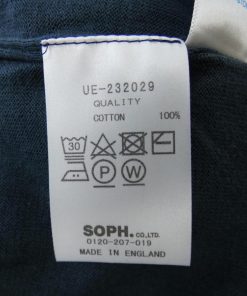 UE-232029
QUALITY
COTTON 100%
30
P W
SOPH.CO.,LTD.
0120-207-019
MADE IN ENGLAND